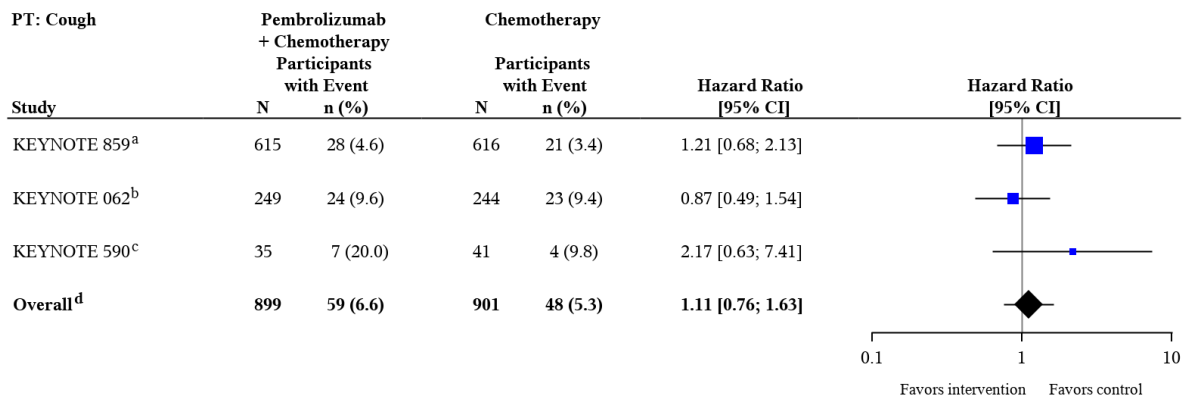 PT: Cough Pembrolizumab Chemotherapy
+ Chemotherapy
Participants Participants
with Event with Event Hazard Ratio Hazard Ratio
Study N n (%) N n (%) [95% CI] [95% CI]
KEYNOTE 859a 615 28 (4.6) 616 21 (3.4) 1.21 [0.68; 2.13]
KEYNOTE 062b 249 24 (9.6) 244 23 (9.4) 0.87 [0.49; 1.54]
KEYNOTE 590c 35 7 (20.0) 41 4 (9.8) 2.17 [0.63; 7.41]
Overalld 899 59 (6.6) 901 48 (5.3) 1.11 [0.76; 1.63]
0.1 1 10
Favors intervention Favors control